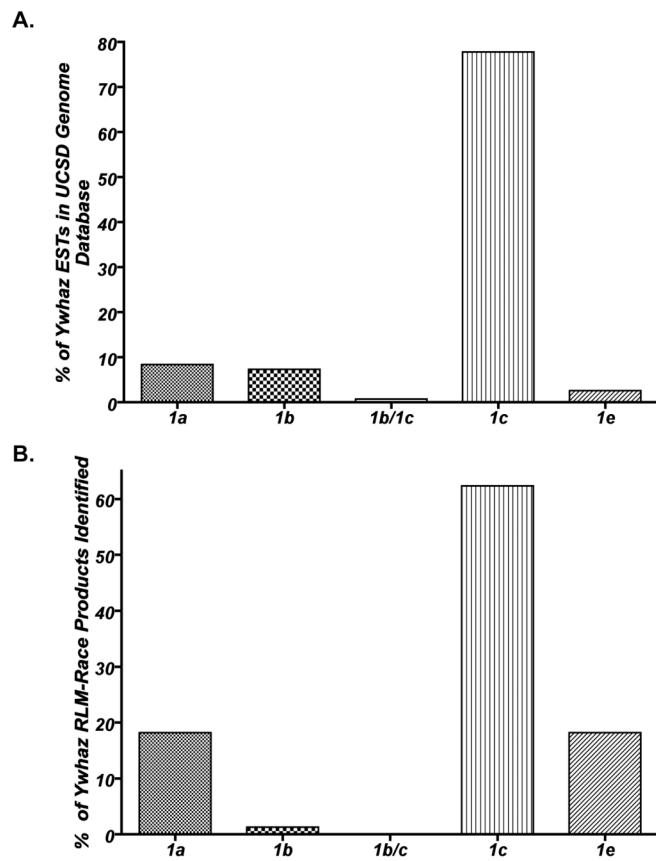 A.
% of Ywhaz ESTs in UCSD Genome
Database
80
70
60
50
40
30
20
10
0
1a 1b 1b/1c 1c 1e
B.
% of Ywhaz RLM-Race Products Identified
60
50
40
30
20
10
0
1a 1b 1b/c 1c 1e